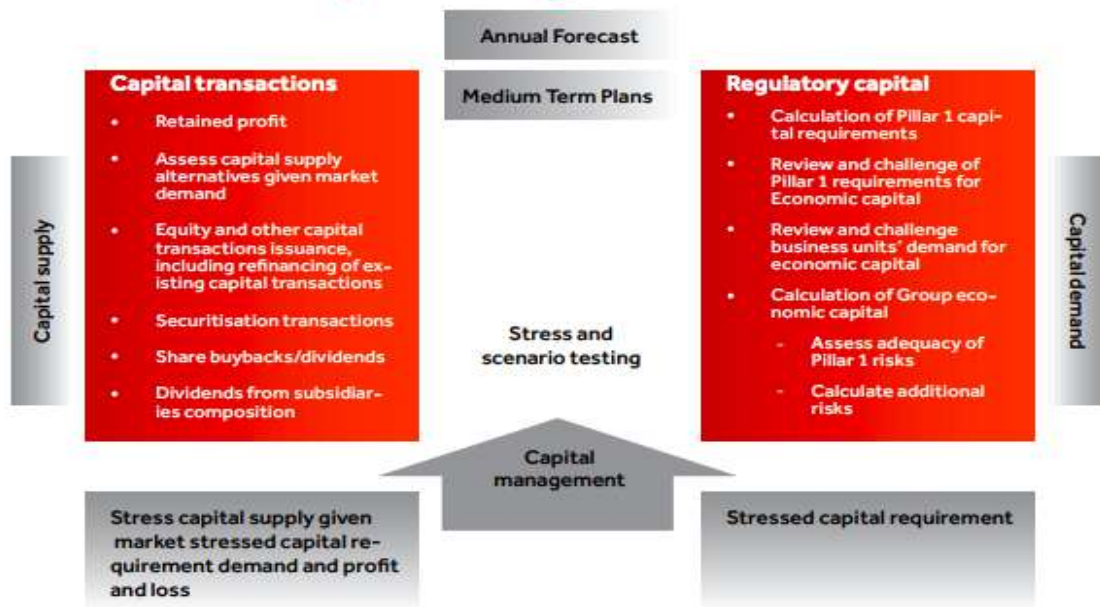 Annual Forecast
Medium Term Plans
Capital supply
Capital transactions
• Retained profit
• Assess capital supply
alternatives given market
demand
• Equity and other capital
transactions issuance,
including refinancing of ex-
isting capital transactions
• Securitisation transactions
• Share buybacks/dividends
• Dividends from subsidiar-
ies composition
Stress and
scenario testing
Regulatory capital
• Calculation of Pillar 1 capi-
tal requirements
• Review and challenge of
Pillar 1 requirements for
Economic capital
• Review and challenge
business units' demand for
economic capital
• Calculation of Group eco-
nomic capital
- Assess adequacy of
Pillar 1 risks
- Calculate additional
risks
Capital demand
Capital
management
Stress capital supply given
market stressed capital re-
quirement demand and profit
and loss
Stressed capital requirement